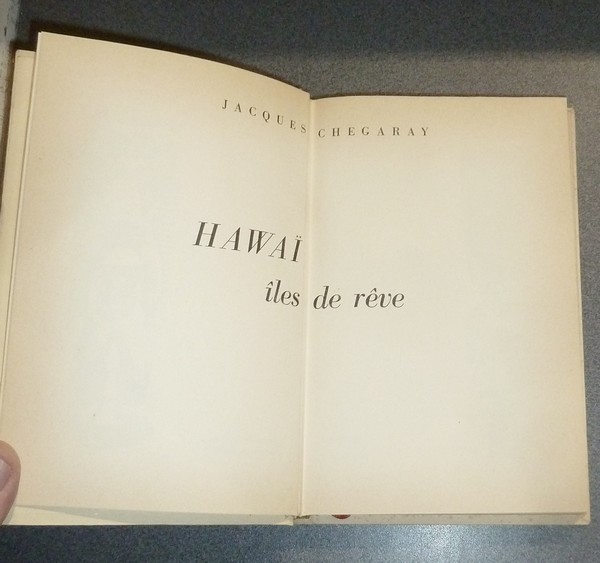 JACQUES CHEGARAY
HAWAÏ
îles de rêve